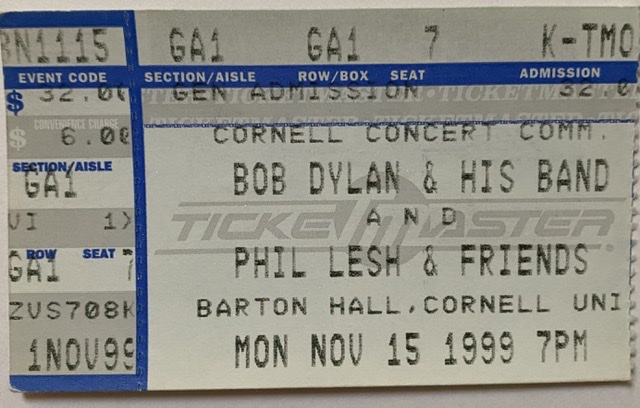 RN1115 GA1 GA1 7 K-TMO
EVENT CODE SECTION/AISLE ROW/BOX SEAT ADMISSION
$ 32.00 GEN ADMISSION 32.0
CONVENIENCE CHARGE
$ 6.00 CORNELL CONCERT COMM.
SECTION/AISLE
GA1 BOB DYLAN & HIS BAND
VI 1X AND
TICKETMASTER
ROW SEAT
GA1 7 PHIL LESH & FRIENDS
ZVS708K BARTON HALL, CORNELL UNI
1NOV99 MON NOV 15 1999 7PM